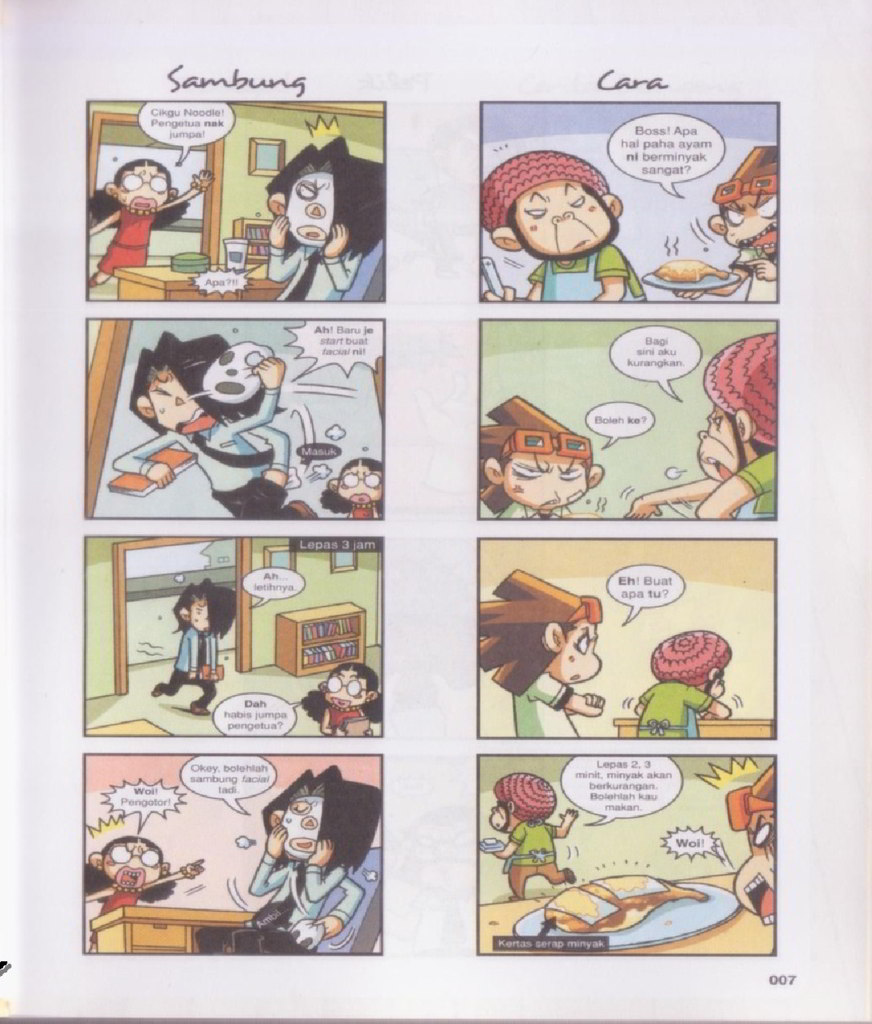 Sambung
Cikgu Noodle!
Pengetua nak
jumpa!
Apa?!!
Ah! Baru je
start buat
facial ni!
Masuk
Lepas 3 jam
Ah...
letihnya.
Dah
habis jumpa
pengetua?
Okey, bolehlah
sambung facial
tadi.
Woi!
Pengotor!
Ambil
Cara
Boss! Apa
hal paha ayam
ni berminyak
sangat?
Bagi
sini aku
kurangkan.
Boleh ke?
Eh! Buat
apa tu?
Lepas 2, 3
minit, minyak akan
berkurangan.
Bolehlah kau
makan.
Woi!
Kertas serap minyak
007